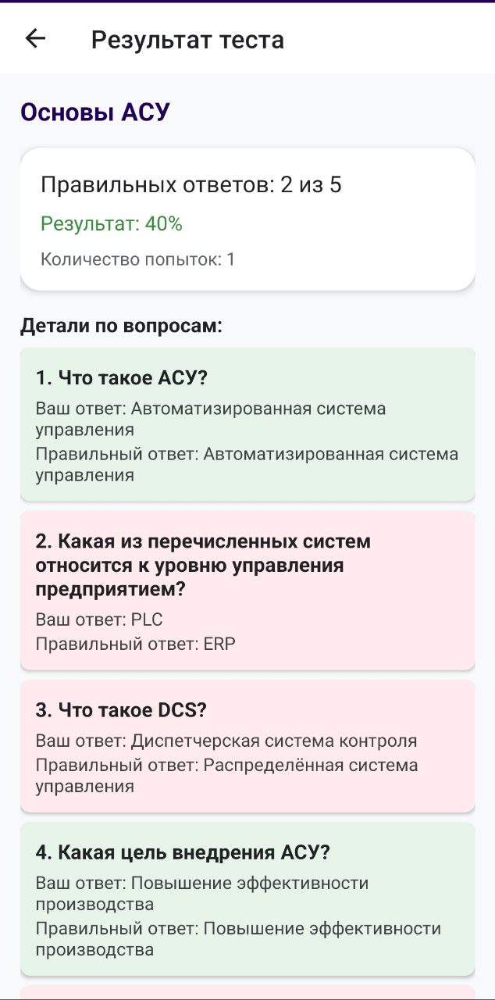 Результат теста
Основы АСУ
Правильных ответов: 2 из 5
Результат: 40%
Количество попыток: 1
Детали по вопросам:
1. Что такое АСУ?
Ваш ответ: Автоматизированная система
управления
Правильный ответ: Автоматизированная система
управления
2. Какая из перечисленных систем
относится к уровню управления
предприятием?
Ваш ответ: PLC
Правильный ответ: ERP
3. Что такое DCS?
Ваш ответ: Диспетчерская система контроля
Правильный ответ: Распределённая система
управления
4. Какая цель внедрения АСУ?
Ваш ответ: Повышение эффективности
производства
Правильный ответ: Повышение эффективности
производства